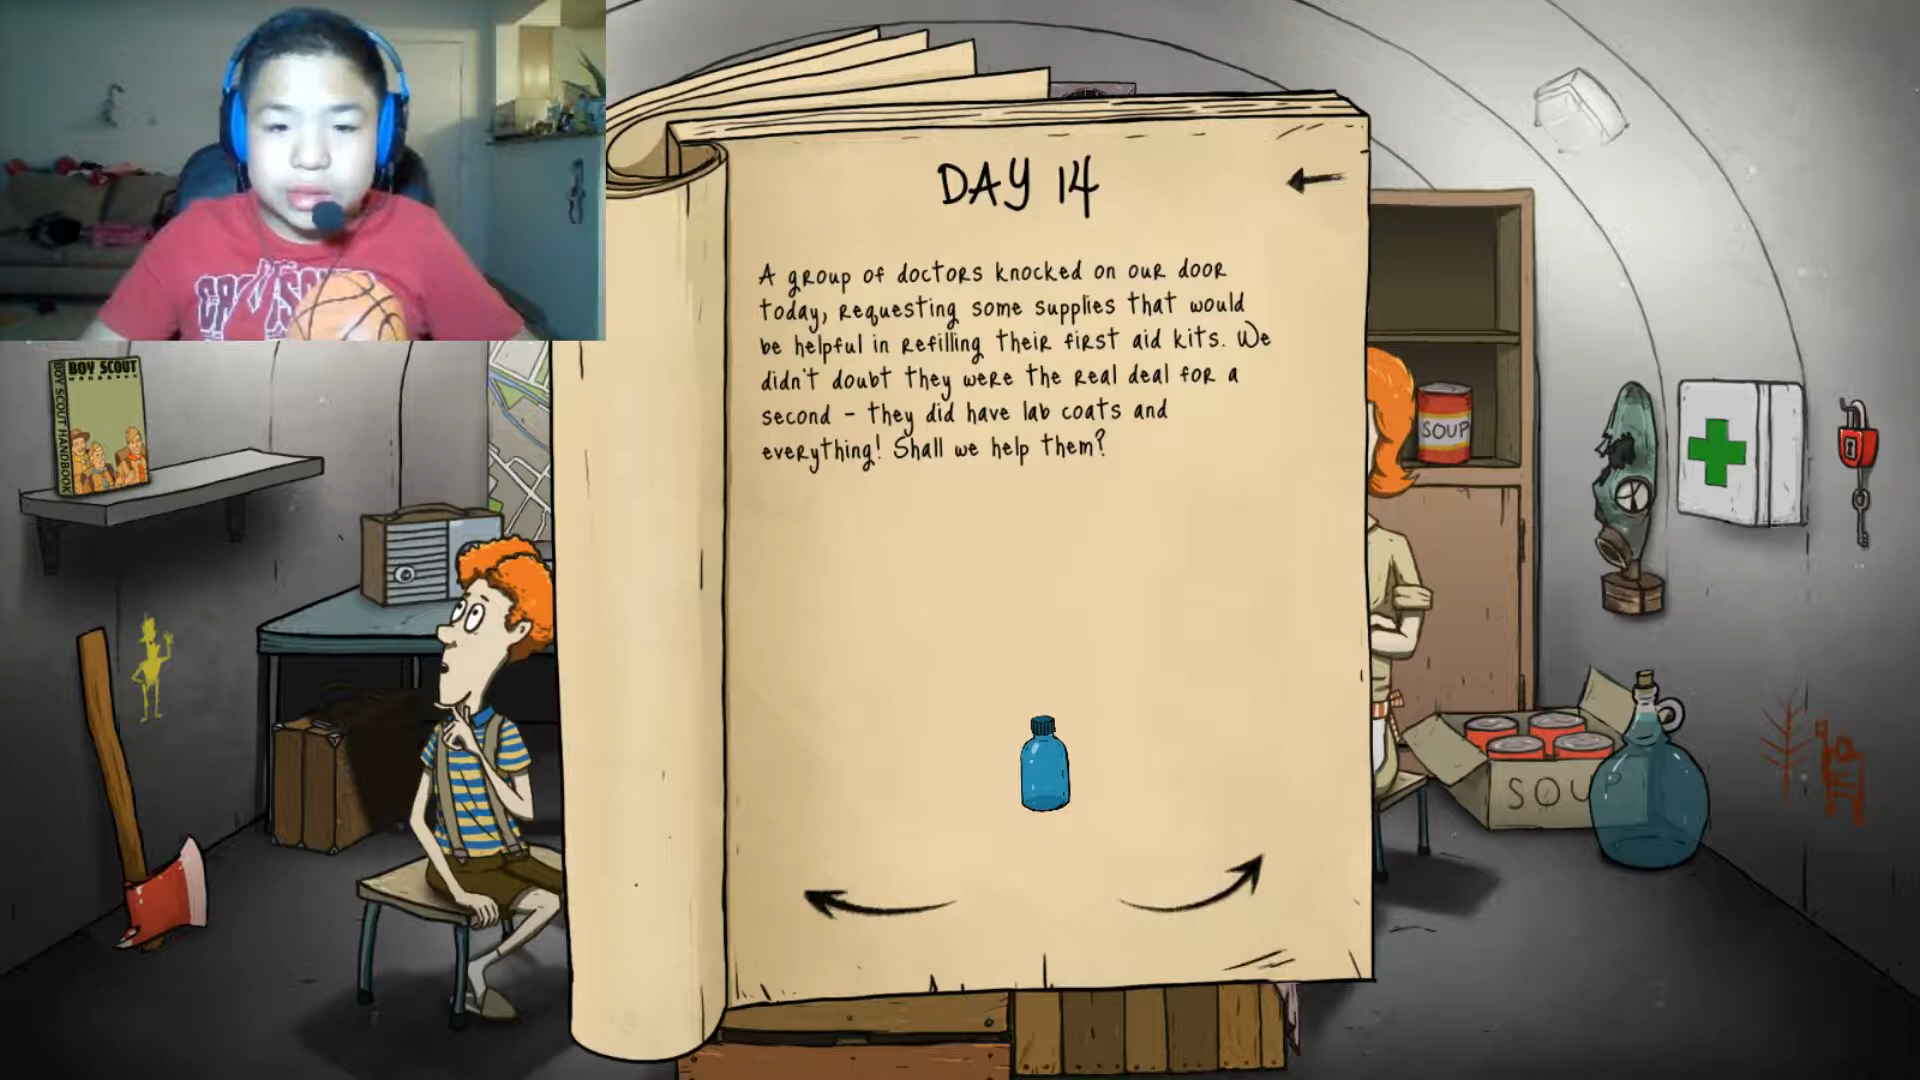 DAY 14
A group of doctors knocked on our door
today, requesting some supplies that would
be helpful in refilling their first aid kits. We
didn't doubt they were the real deal for a
second - they did have lab coats and
everything! Shall we help them?
BOY SCOUT
HANDBOOK
BOY SCOUT HANDBOOK
SOUP
SOU